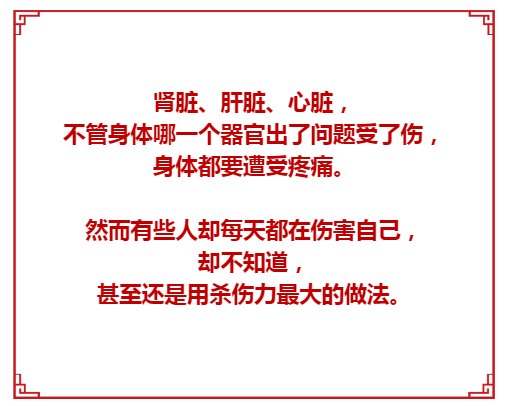 肾脏、肝脏、心脏，
不管身体哪一个器官出了问题受了伤，
身体都要遭受疼痛。
然而有些人却每天都在伤害自己，
却不知道，
甚至还是用杀伤力最大的做法。